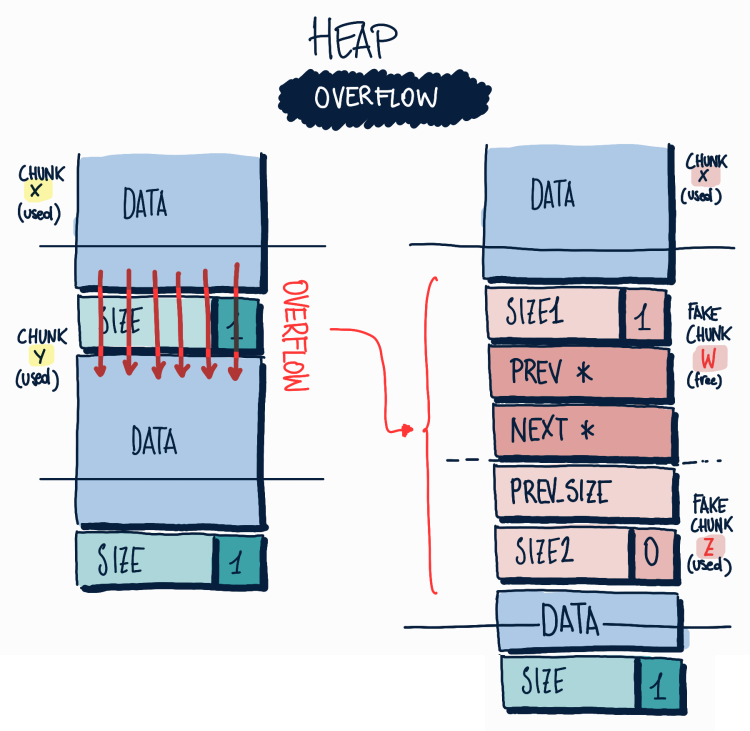 HEAP
OVERFLOW
CHUNK
X
(used)
DATA
SIZE 1
CHUNK
Y
(used)
DATA
SIZE 1
OVERFLOW
DATA
CHUNK
X
(used)
SIZE1 1
PREV *
NEXT *
FAKE
CHUNK
W
(free)
PREV_SIZE
SIZE2 0
FAKE
CHUNK
Z
(used)
DATA
SIZE 1